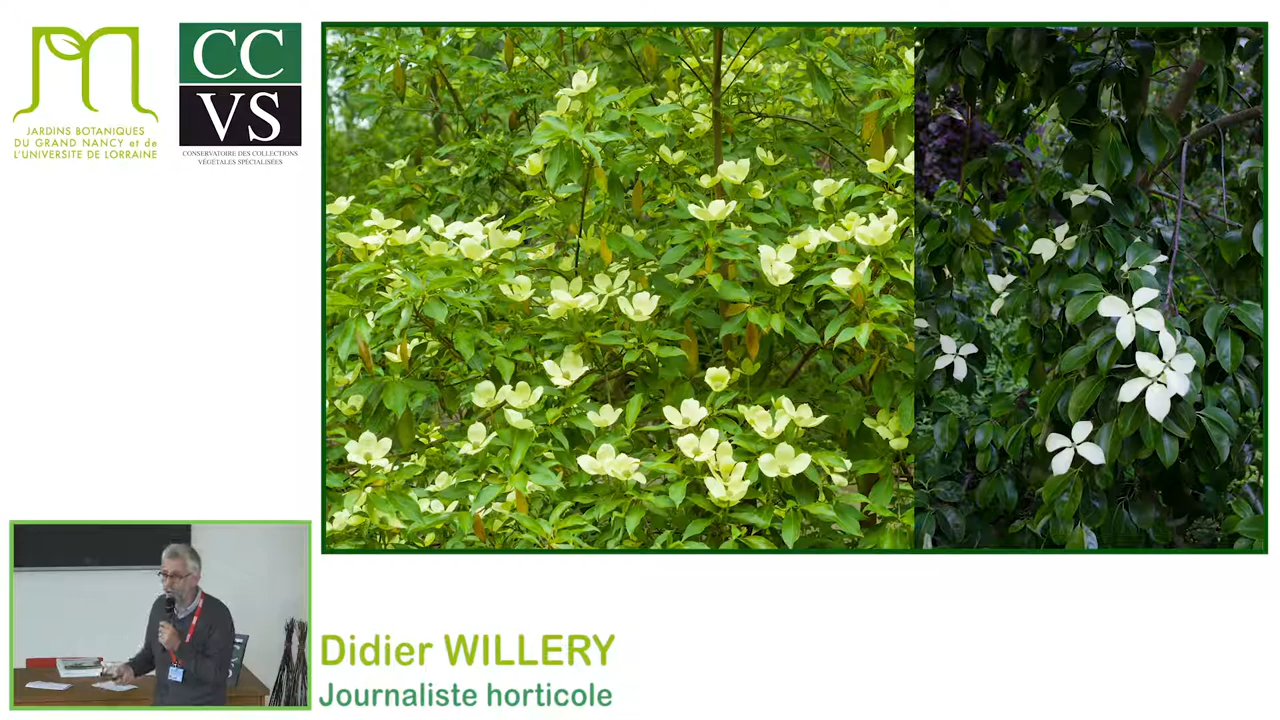 JARDINS BOTANIQUES
DU GRAND NANCY et de
L'UNIVERSITE DE LORRAINE
CC
VS
CONSERVATOIRE DES COLLECTIONS
VÉGÉTALES SPÉCIALISÉES
Didier WILLERY
Journaliste horticole